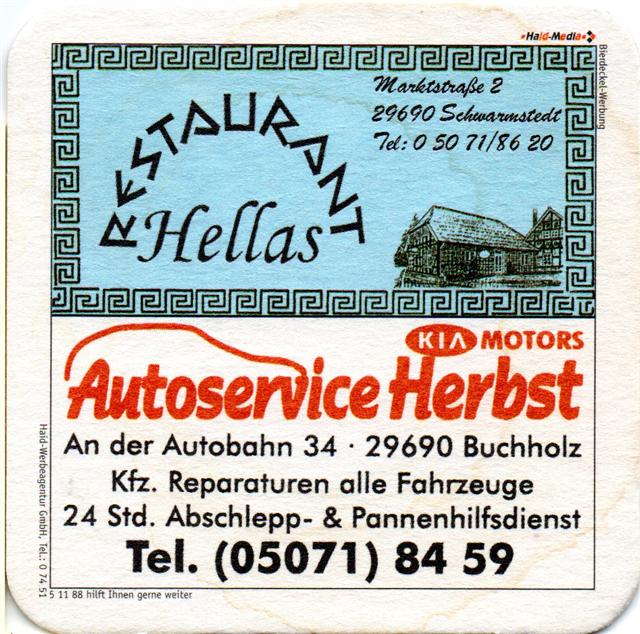 Haid-Media
Bierdeckel-Werbung
Marktstraße 2
29690 Schwarmstedt
Tel: 0 50 71/86 20
RESTAURANT
Hellas
KIA MOTORS
Autoservice Herbst
An der Autobahn 34 · 29690 Buchholz
Kfz. Reparaturen alle Fahrzeuge
24 Std. Abschlepp- & Pannenhilfsdienst
Tel. (05071) 84 59
Haid-Werbeagentur GmbH, Tel.: 0 74 51
5 11 88 hilft Ihnen gerne weiter